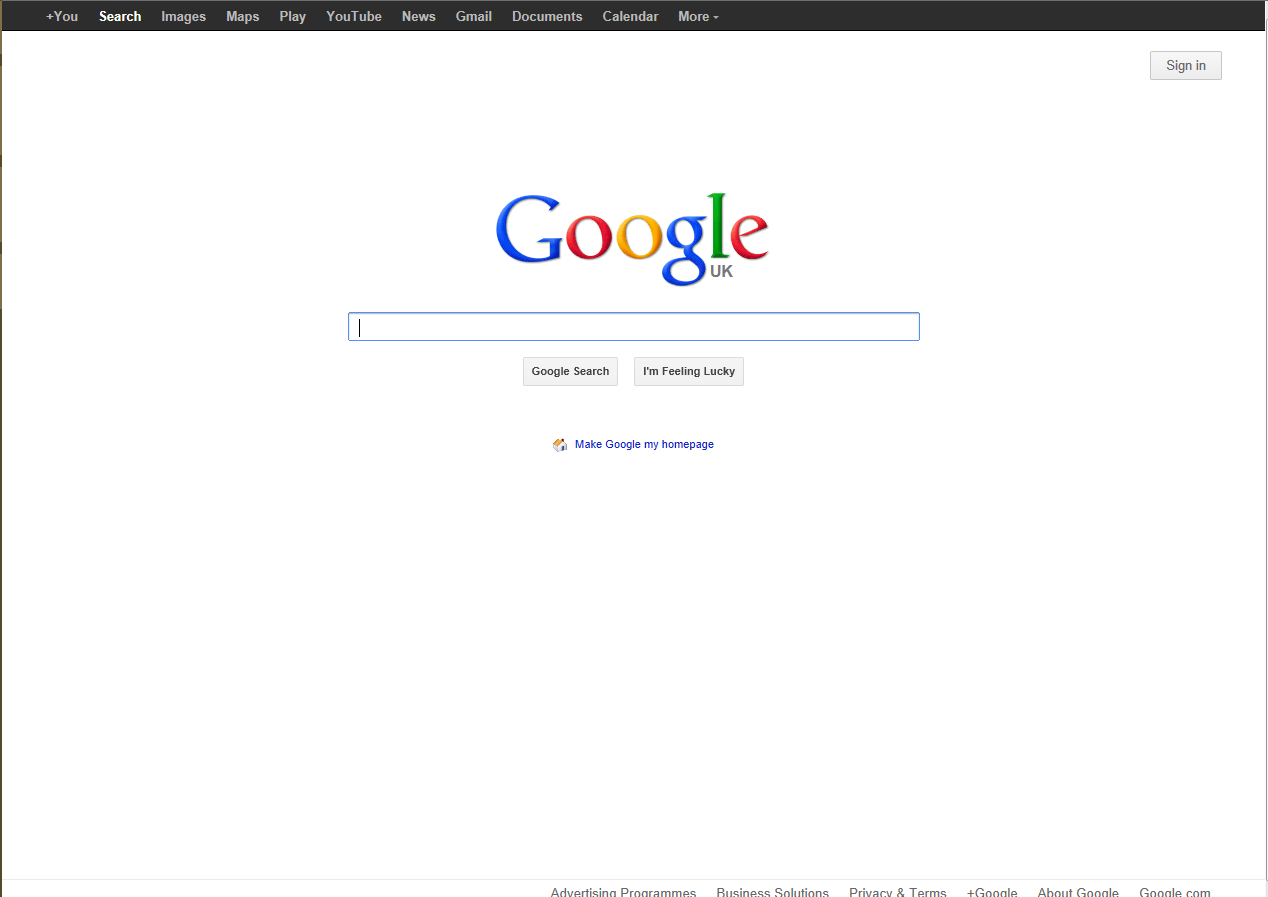 +You Search Images Maps Play YouTube News Gmail Documents Calendar More
Sign in
Google
UK
Google Search I'm Feeling Lucky
Make Google my homepage
Advertising Programmes Business Solutions Privacy & Terms +Google About Google Google.com